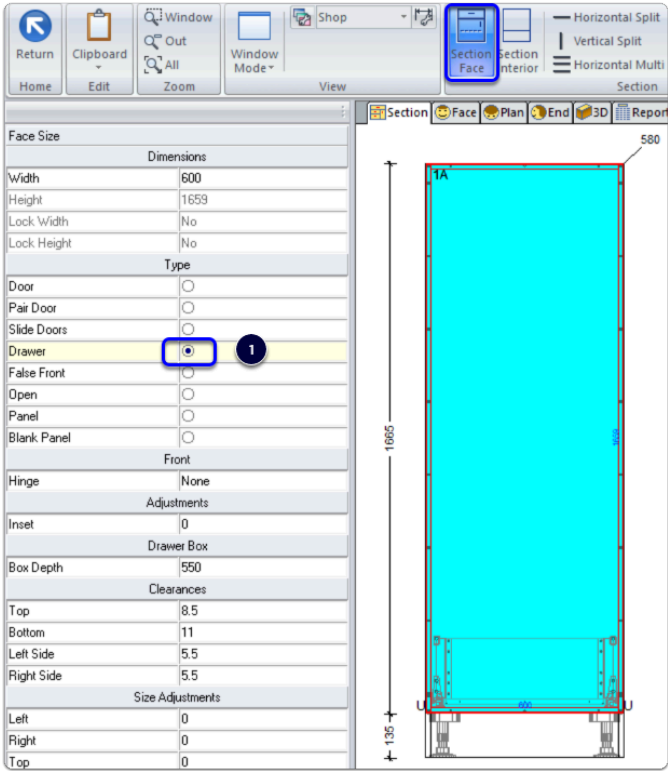 Window
Out
All
Return
Clipboard
Window
Mode
Shop
Section
Face
Section
nterior
Horizontal Split
Vertical Split
Horizontal Multi
Home
Edit
Zoom
View
Section
Section
Face
Plan
End
3D
Report
Face Size
Dimensions
Width 600
Height 1659
Lock Width No
Lock Height No
Type
Door
Pair Door
Slide Doors
Drawer 1
False Front
Open
Panel
Blank Panel
Front
Hinge None
Adjustments
Inset 0
Drawer Box
Box Depth 550
Clearances
Top 8.5
Bottom 11
Left Side 5.5
Right Side 5.5
Size Adjustments
Left 0
Right 0
Top 0
580
1A
1665
1659
U 600 U
135